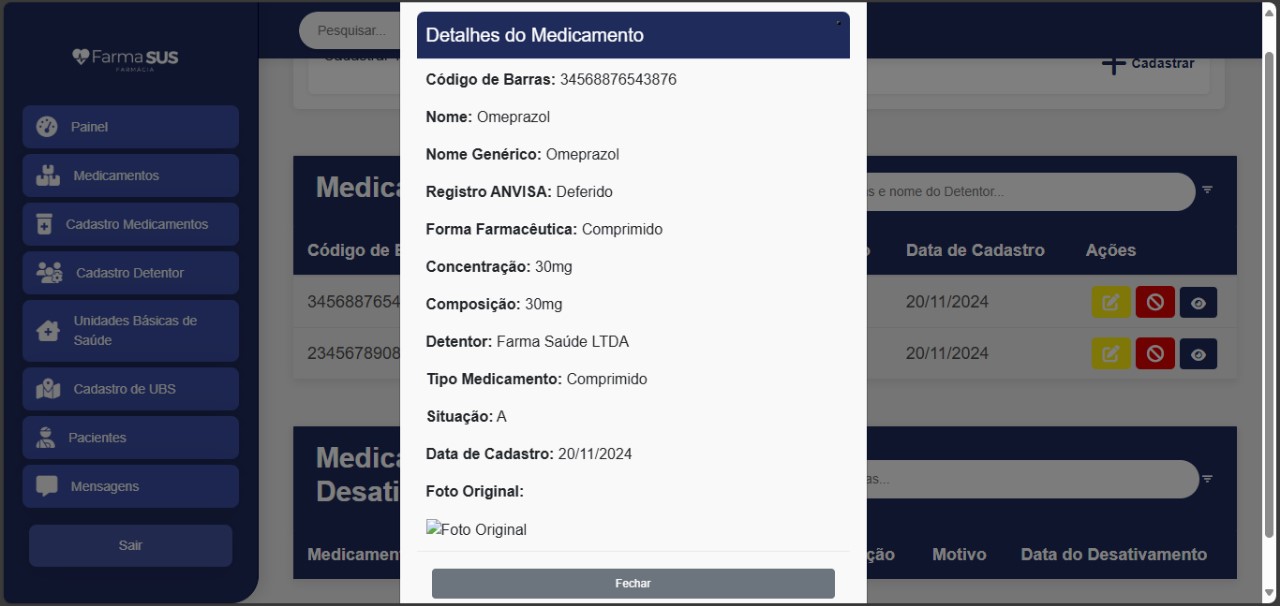 FarmaSUS
FARMÁCIA
Painel
Medicamentos
Cadastro Medicamentos
Cadastro Detentor
Unidades Básicas de
Saúde
Cadastro de UBS
Pacientes
Mensagens
Sair
Pesquisar...
Cadastrar
Detalhes do Medicamento
Código de Barras: 34568876543876
Nome: Omeprazol
Nome Genérico: Omeprazol
Registro ANVISA: Deferido
Forma Farmacêutica: Comprimido
Concentração: 30mg
Composição: 30mg
Detentor: Farma Saúde LTDA
Tipo Medicamento: Comprimido
Situação: A
Data de Cadastro: 20/11/2024
Foto Original:
Foto Original
Fechar
Medica
s e nome do Detentor...
Código de B
Data de Cadastro Ações
3456887654
20/11/2024
2345678908
20/11/2024
Medica
Desati
as...
Medicamen
ção Motivo Data do Desativamento